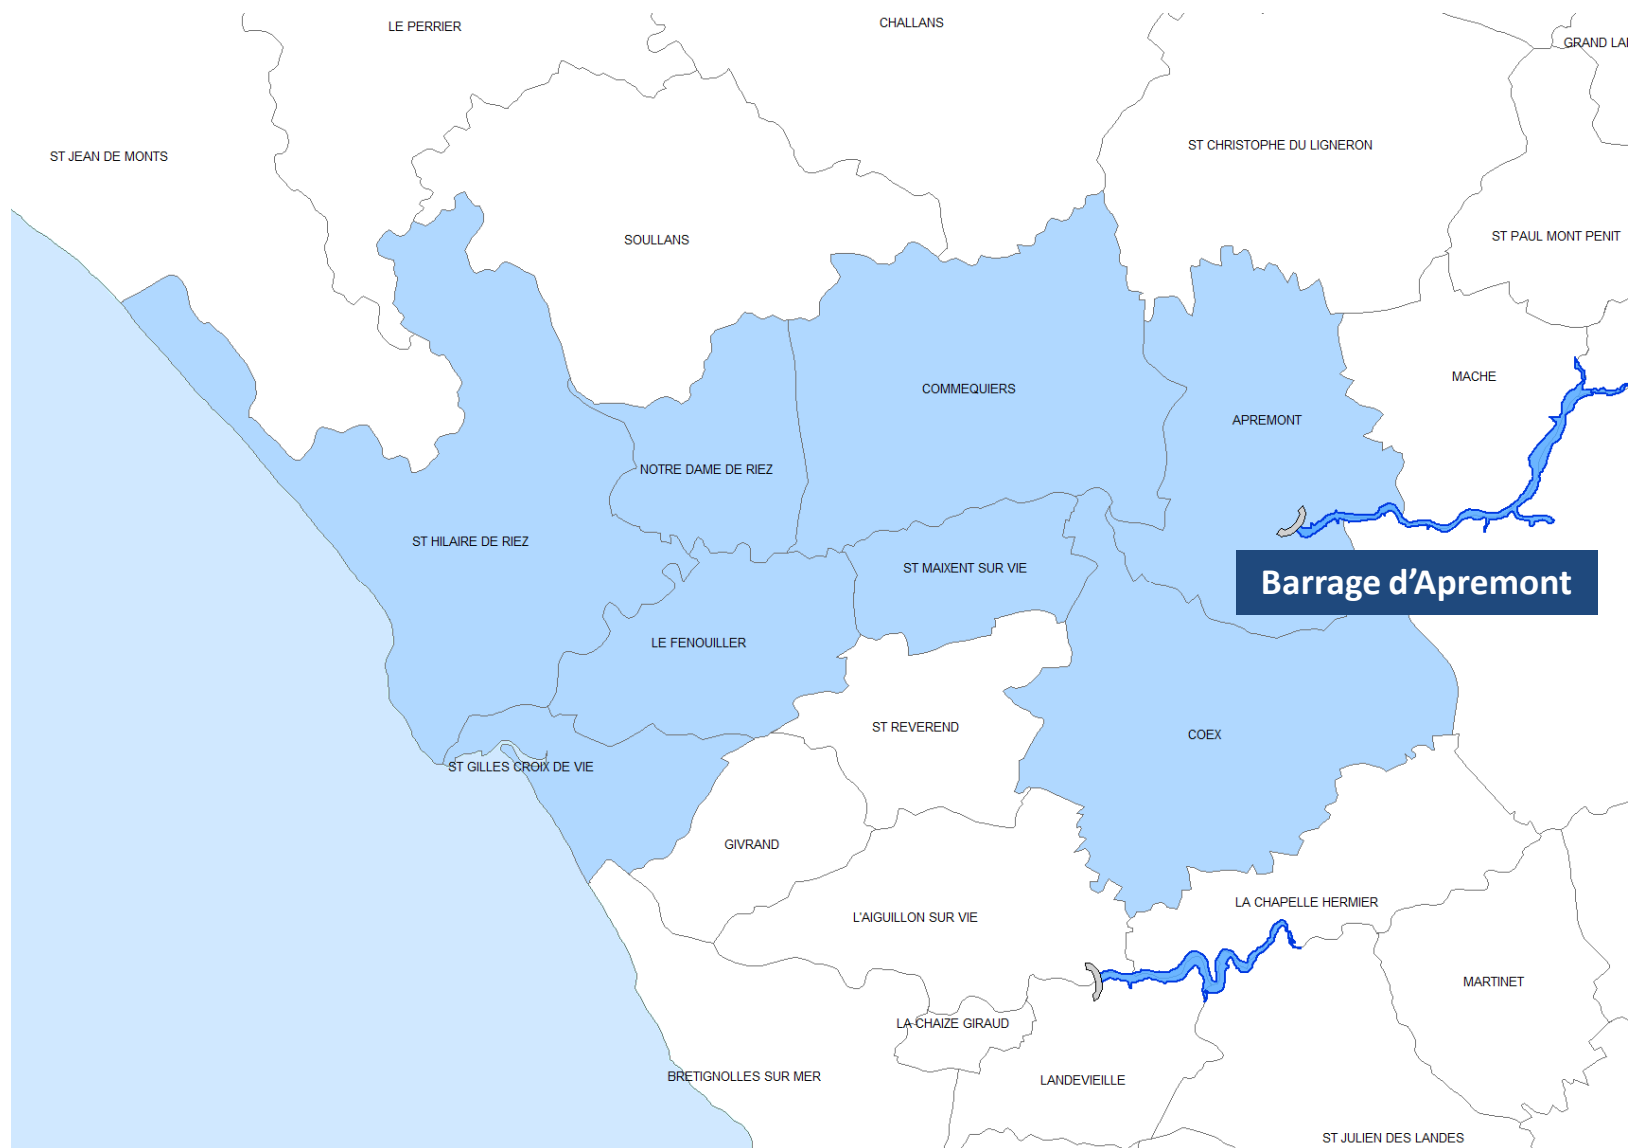 CHALLANS
LE PERRIER
GRAND LAN
ST CHRISTOPHE DU LIGNERON
ST JEAN DE MONTS
ST PAUL MONT PENIT
SOULLANS
MACHE
COMMEQUIERS
APREMONT
NOTRE DAME DE RIEZ
ST HILAIRE DE RIEZ
ST MAIXENT SUR VIE
Barrage d’Apremont
LE FENOUILLER
ST REVEREND
COEX
ST GILLES CROIX DE VIE
GIVRAND
LA CHAPELLE HERMIER
L'AIGUILLON SUR VIE
MARTINET
LA CHAIZE GIRAUD
BRETIGNOLLES SUR MER
LANDEVIEILLE
ST JULIEN DES LANDES